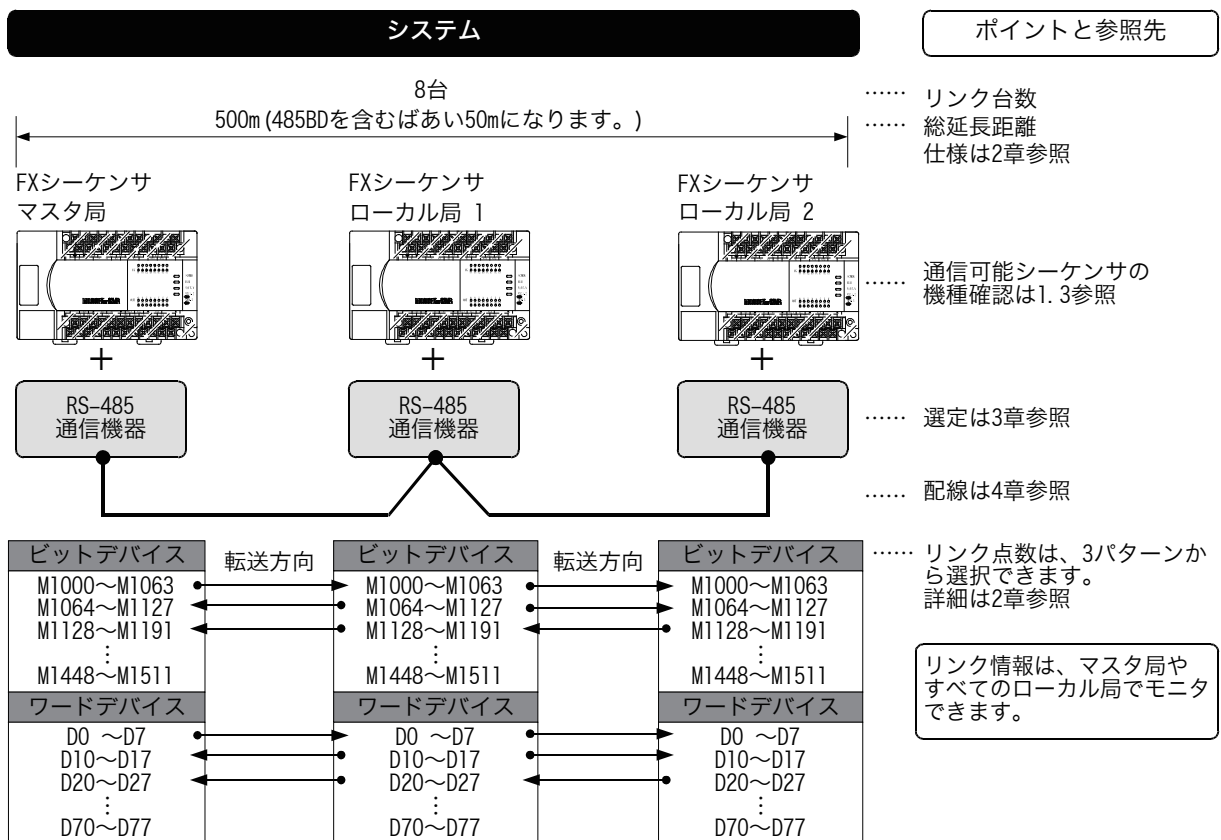 システム
ポイントと参照先
8台
500m (485BDを含むばあい50mになります。)
…… リンク台数
…… 総延長距離
仕様は2章参照
FXシーケンサ
マスタ局
FXシーケンサ
ローカル局 1
FXシーケンサ
ローカル局 2
…… 通信可能シーケンサの
機種確認は1.3参照
+
+
+
RS-485
通信機器
RS-485
通信機器
RS-485
通信機器
…… 選定は3章参照
…… 配線は4章参照
ビットデバイス
転送方向
ビットデバイス
転送方向
ビットデバイス
M1000～M1063
M1064～M1127
M1128～M1191
⋮
M1448～M1511
M1000～M1063
M1064～M1127
M1128～M1191
⋮
M1448～M1511
M1000～M1063
M1064～M1127
M1128～M1191
⋮
M1448～M1511
…… リンク点数は、3パターンか
ら選択できます。
詳細は2章参照
リンク情報は、マスタ局や
すべてのローカル局でモニタ
できます。
ワードデバイス
ワードデバイス
ワードデバイス
D0 ～D7
D10～D17
D20～D27
⋮
D70～D77
D0 ～D7
D10～D17
D20～D27
⋮
D70～D77
D0 ～D7
D10～D17
D20～D27
⋮
D70～D77